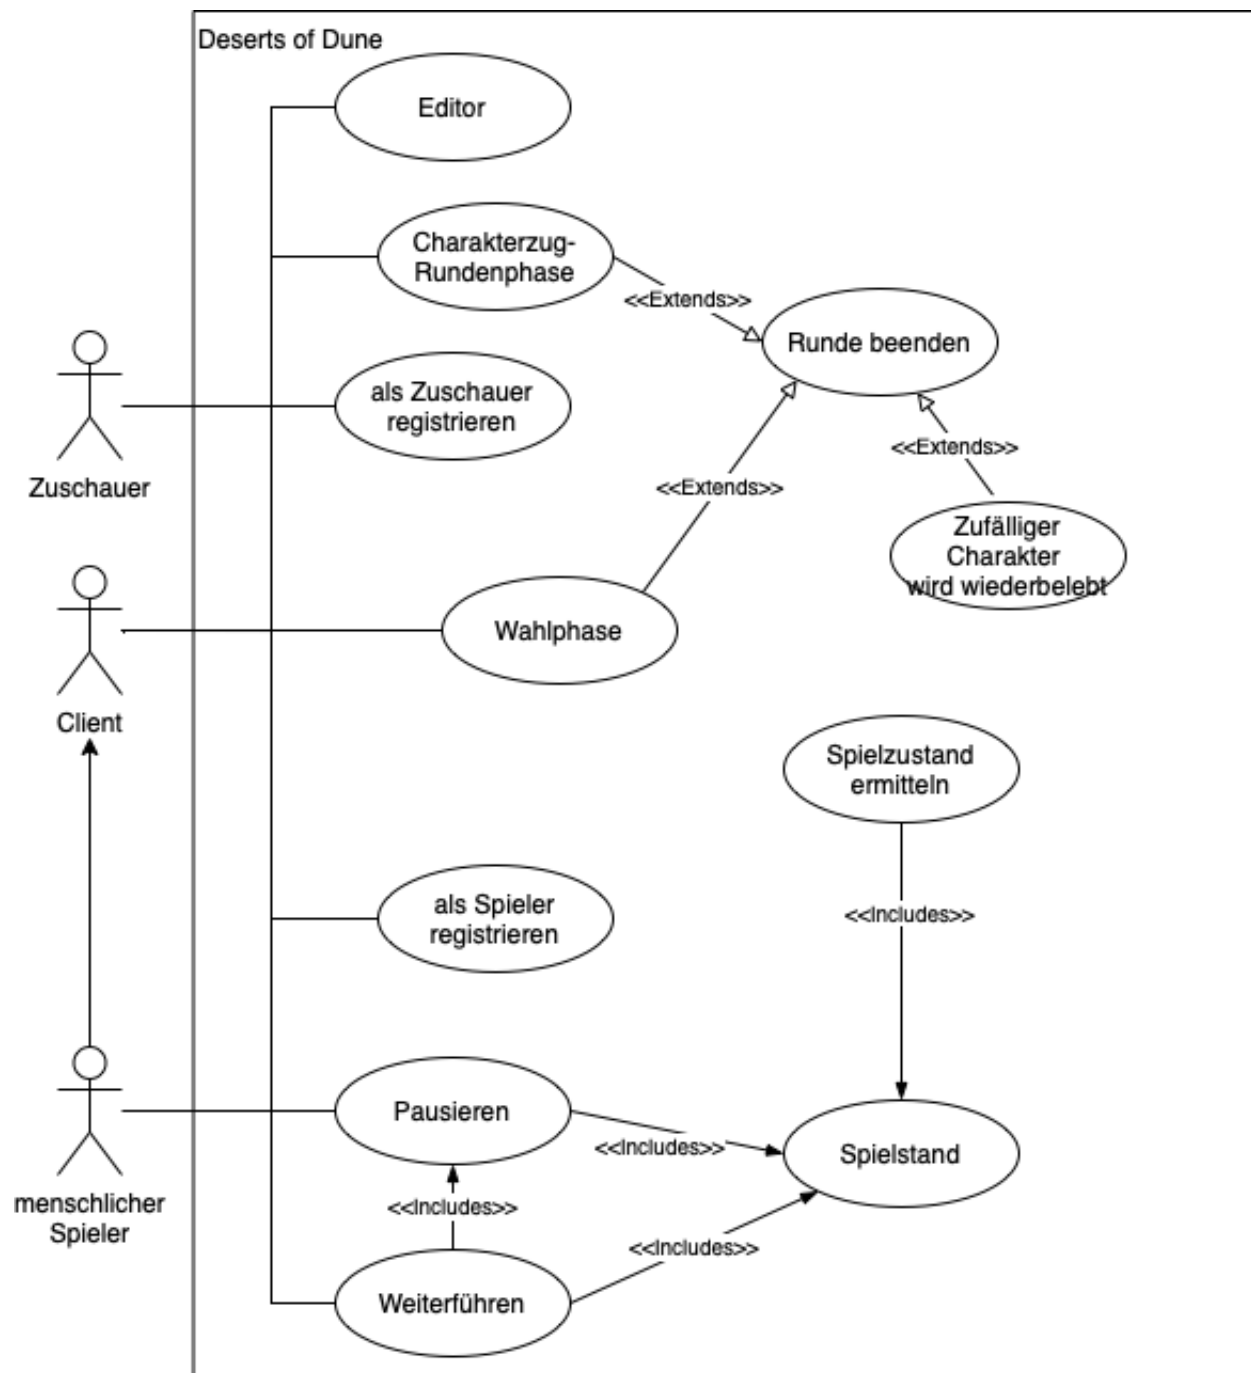 Deserts of Dune
Editor
Charakterzug-
Rundenphase
<<Extends>>
Runde beenden
als Zuschauer
registrieren
Zuschauer
<<Extends>>
<<Extends>>
Zufälliger
Charakter
wird wiederbelebt
Wahlphase
Client
Spielzustand
ermitteln
als Spieler
registrieren
<<Includes>>
Pausieren
<<Includes>>
Spielstand
menschlicher
Spieler
<<Includes>>
<<Includes>>
Weiterführen